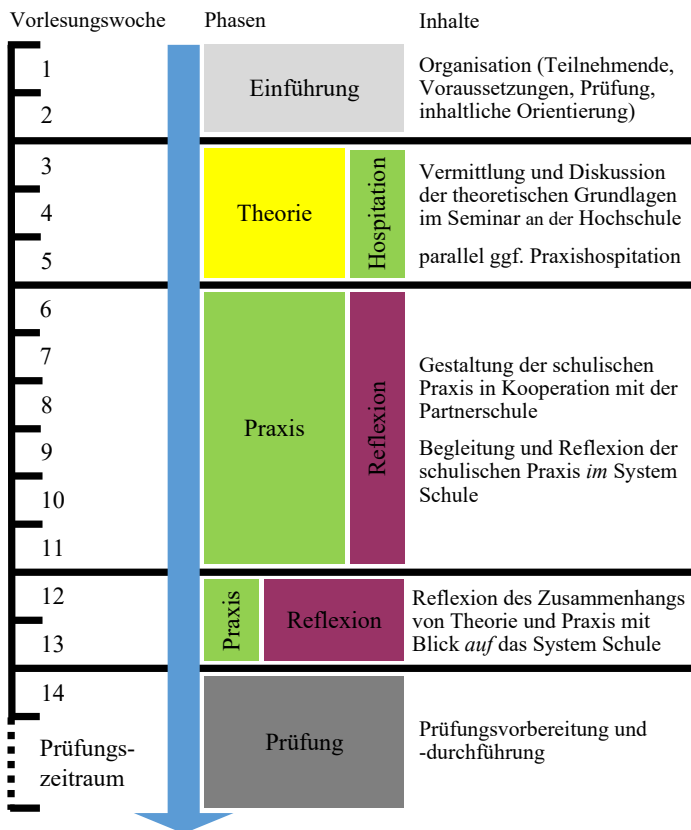 Vorlesungswoche
Phasen
Inhalte
1
2
Einführung
Organisation (Teilnehmende,
Voraussetzungen, Prüfung,
inhaltliche Orientierung)
3
4
5
Theorie
Hospitation
Vermittlung und Diskussion
der theoretischen Grundlagen
im Seminar an der Hochschule
parallel ggf. Praxishospitation
6
7
8
9
10
11
Praxis
Reflexion
Gestaltung der schulischen
Praxis in Kooperation mit der
Partnerschule
Begleitung und Reflexion der
schulischen Praxis im System
Schule
12
13
Praxis
Reflexion
Reflexion des Zusammenhangs
von Theorie und Praxis mit
Blick auf das System Schule
14
Prüfungs-
zeitraum
Prüfung
Prüfungsvorbereitung und
-durchführung